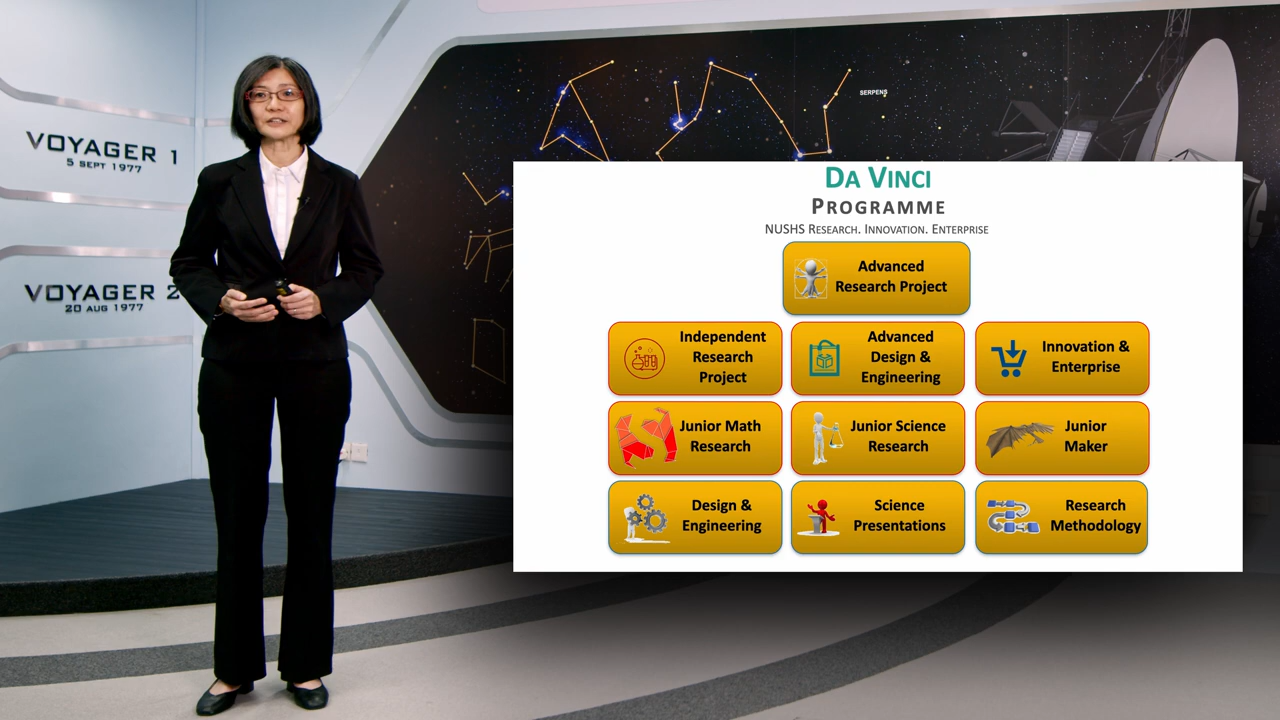 VOYAGER 1
5 SEPT 1977
VOYAGER 2
20 AUG 1977
SERPENS
DA VINCI
PROGRAMME
NUSHS RESEARCH. INNOVATION. ENTERPRISE
Advanced
Research Project
Independent
Research
Project
Advanced
Design &
Engineering
Innovation &
Enterprise
Junior Math
Research
Junior Science
Research
Junior
Maker
Design &
Engineering
Science
Presentations
Research
Methodology